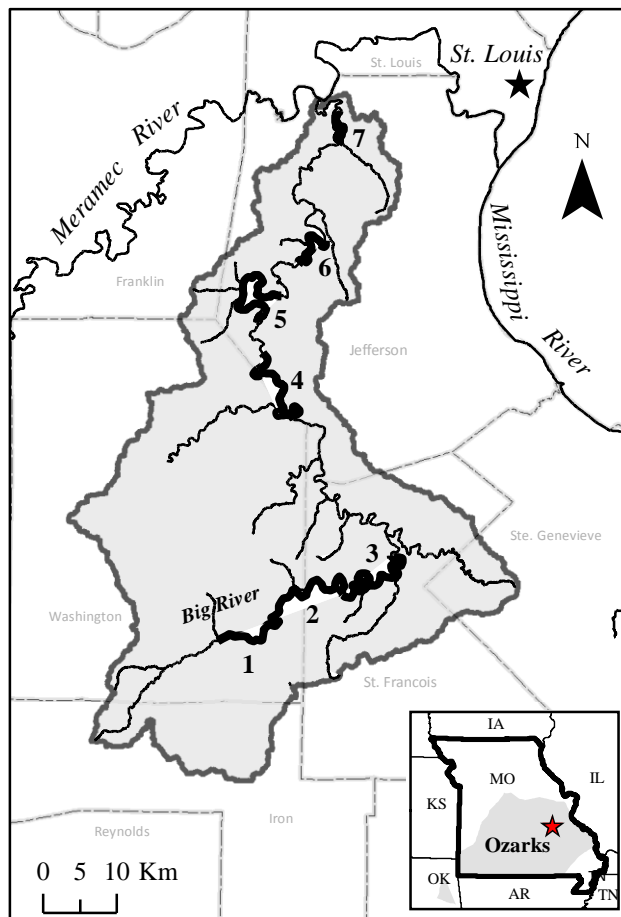 St. Louis
St. Louis
7
Meramec River
N
Mississippi River
6
Franklin
5
Jefferson
4
3
Ste. Genevieve
Big River
2
Washington
1
St. Francois
IA
MO
IL
KS
Iron
Reynolds
Ozarks
0 5 10 Km
OK
AR
TN